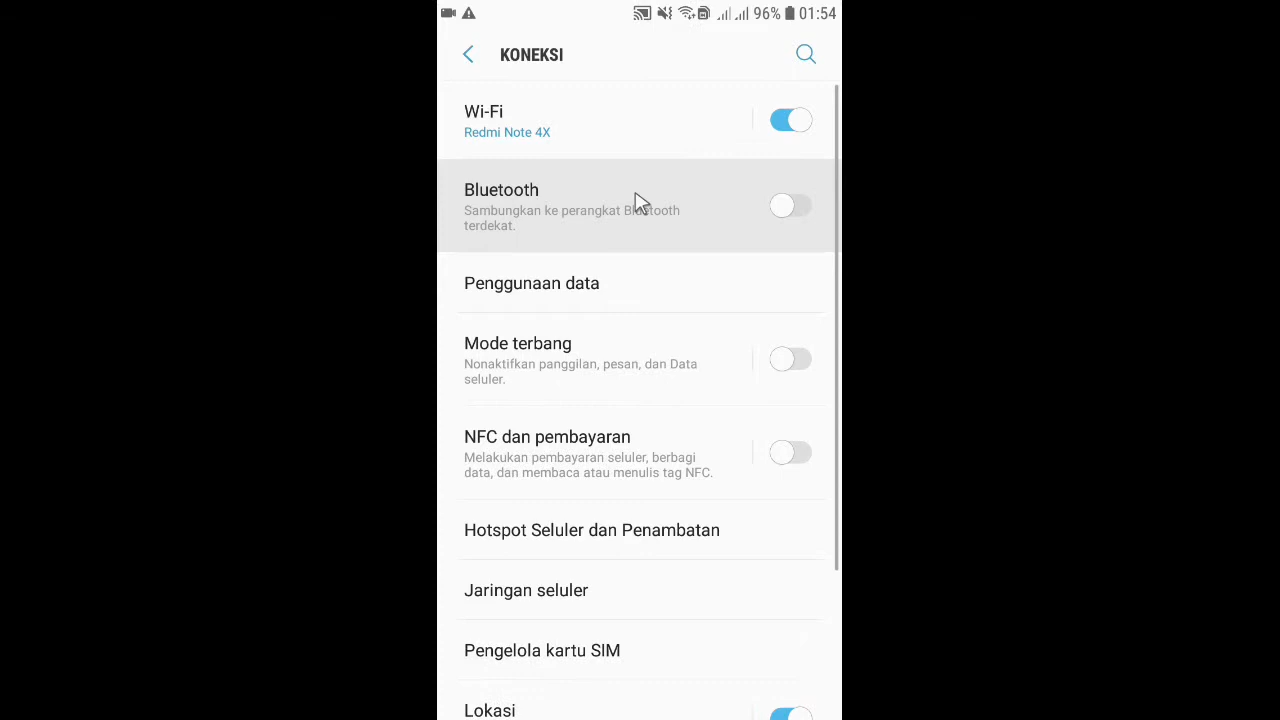 96% 01:54
KONEKSI
Wi-Fi
Redmi Note 4X
Bluetooth
Sambungkan ke perangkat Bluetooth
terdekat.
Penggunaan data
Mode terbang
Nonaktifkan panggilan, pesan, dan Data
seluler.
NFC dan pembayaran
Melakukan pembayaran seluler, berbagi
data, dan membaca atau menulis tag NFC.
Hotspot Seluler dan Penambatan
Jaringan seluler
Pengelola kartu SIM
Lokasi